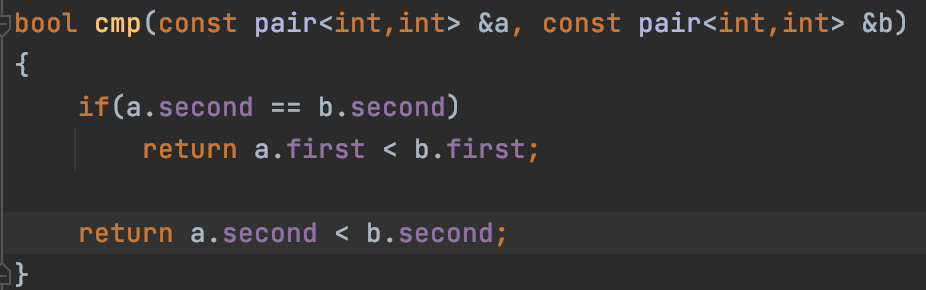 bool cmp(const pair<int,int> &a, const pair<int,int> &b)
{
    if(a.second == b.second)
        return a.first < b.first;

    return a.second < b.second;
}